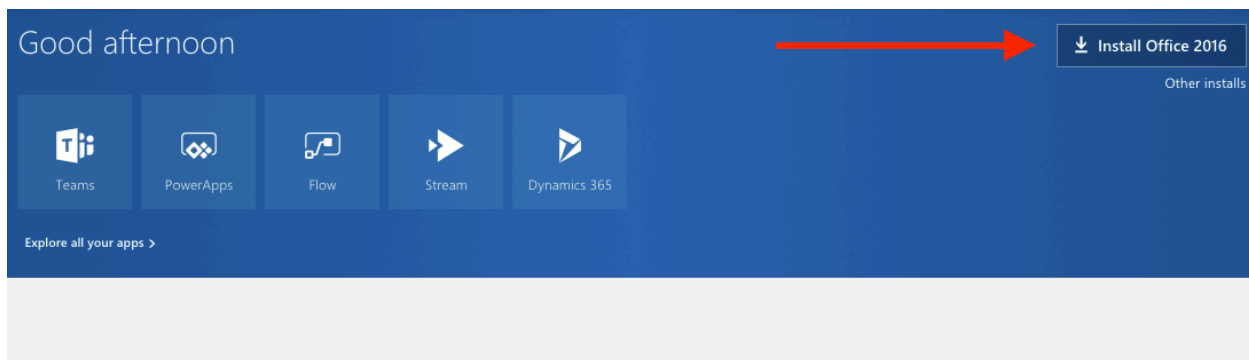 Good afternoon
Install Office 2016
Other installs
Teams
PowerApps
Flow
Stream
Dynamics 365
Explore all your apps >